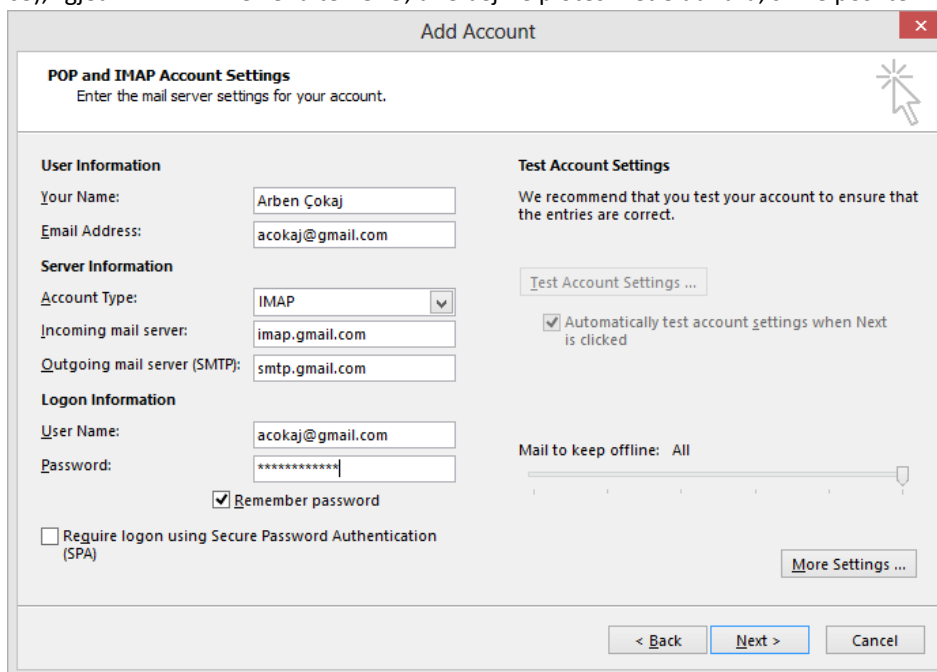 Add Account
POP and IMAP Account Settings
Enter the mail server settings for your account.
User Information
Your Name:
Arben Çokaj
Email Address:
acokaj@gmail.com
Server Information
Account Type:
IMAP
Incoming mail server:
imap.gmail.com
Outgoing mail server (SMTP):
smtp.gmail.com
Logon Information
User Name:
acokaj@gmail.com
Password:
************
Remember password
Require logon using Secure Password Authentication
(SPA)
Test Account Settings
We recommend that you test your account to ensure that
the entries are correct.
Test Account Settings ...
Automatically test account settings when Next
is clicked
Mail to keep offline: All
More Settings ...
< Back
Next >
Cancel